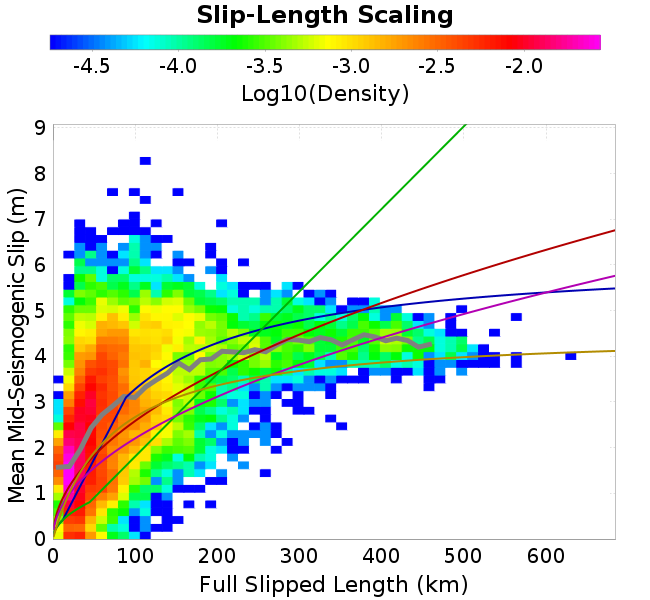 Slip-Length Scaling
-4.5 -4.0 -3.5 -3.0 -2.5 -2.0
Log10(Density)
9
8
7
6
5
4
3
2
1
0
Mean Mid-Seismogenic Slip (m)
0 100 200 300 400 500 600
Full Slipped Length (km)